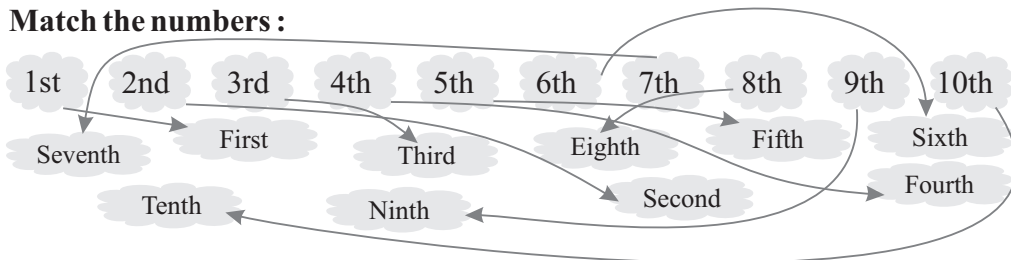 Match the numbers :
1st 2nd 3rd 4th 5th 6th 7th 8th 9th 10th
Seventh First Third Eighth Fifth Sixth
Tenth Ninth Second Fourth